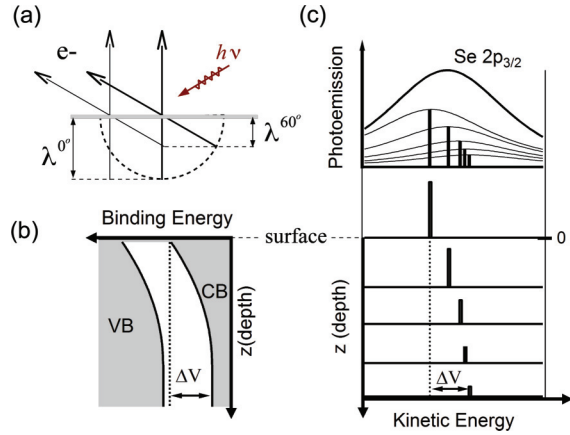 (a)
e-
hν
λ0°
λ60°
Binding Energy
(b)
surface
VB
CB
ΔV
z(depth)
(c)
Se 2p3/2
Photoemission
0
z (depth)
ΔV
Kinetic Energy